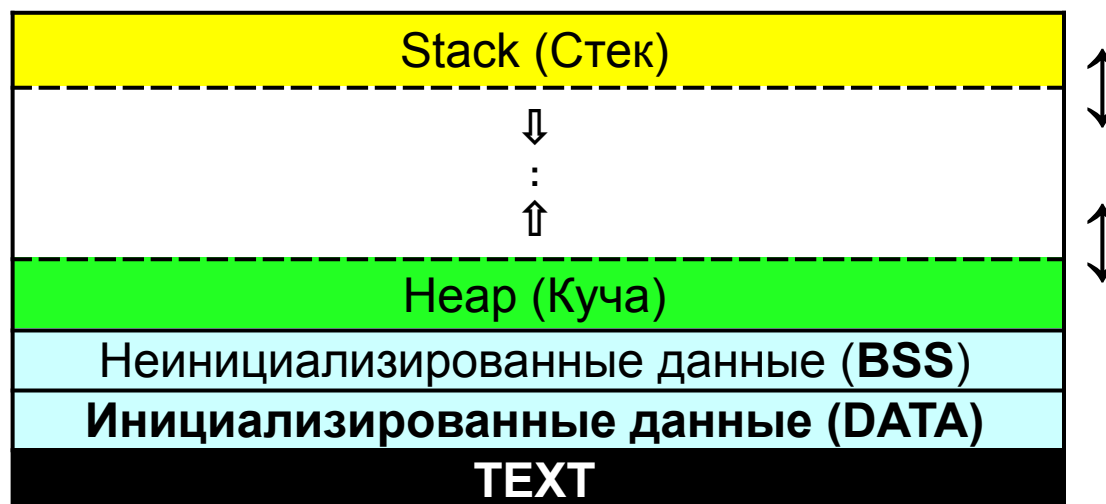 Stack (Стек)
⇩
:
⇧
Heap (Куча)
Неинициализированные данные (BSS)
Инициализированные данные (DATA)
TEXT